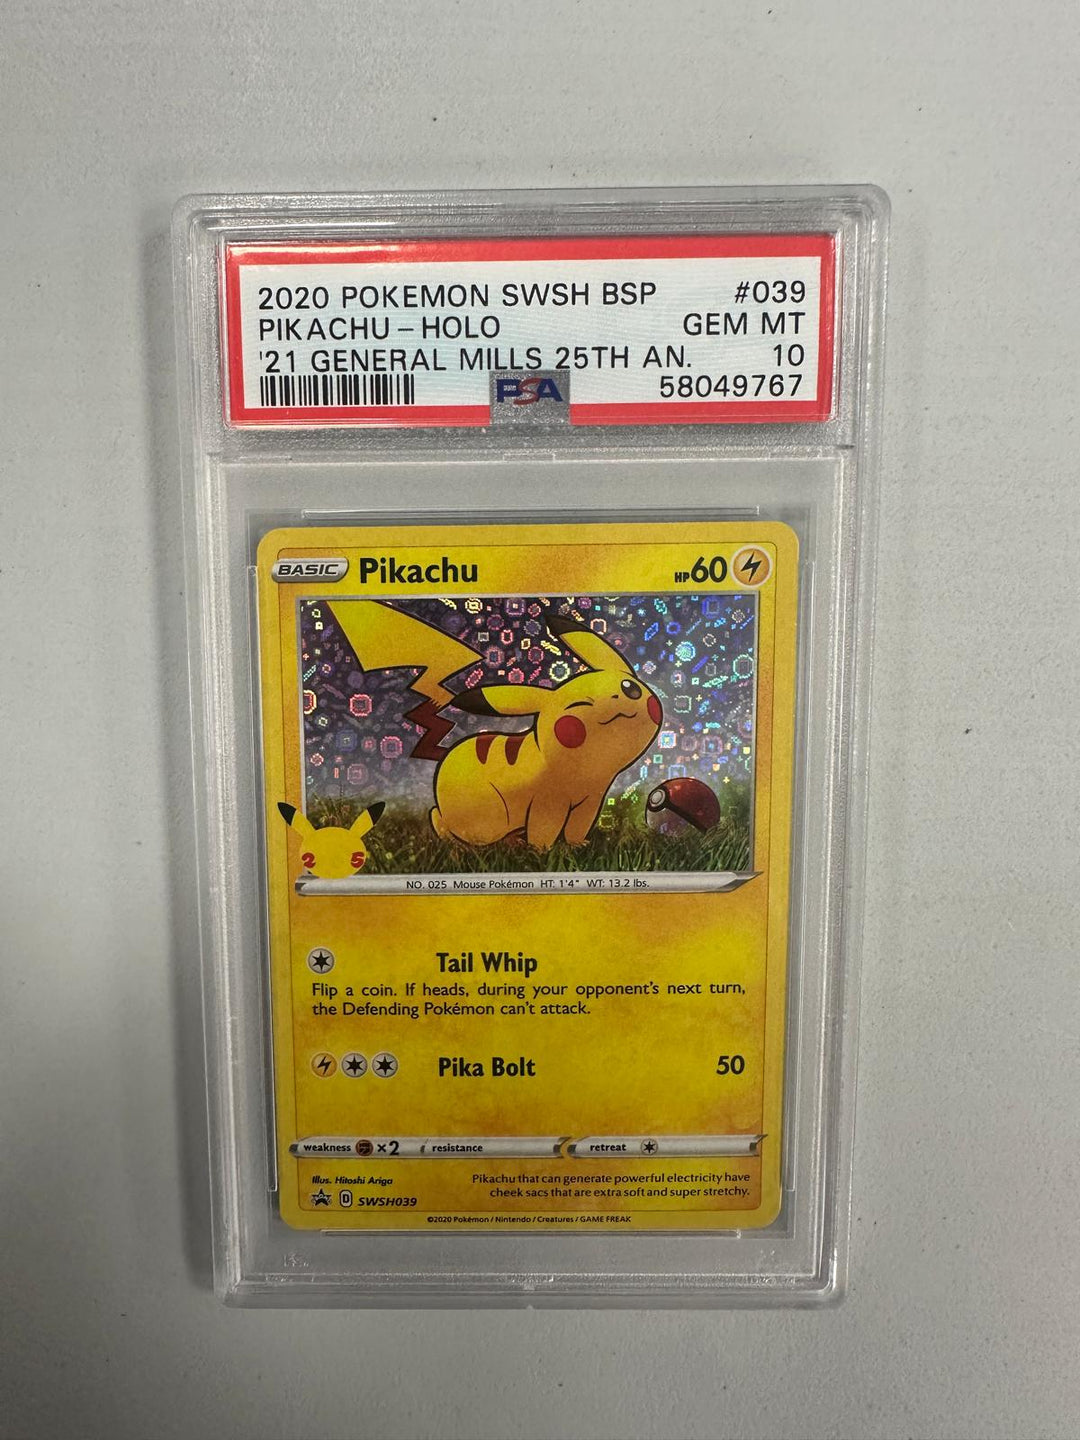 2020 POKEMON SWSH BSP #039
PIKACHU - HOLO GEM MT
'21 GENERAL MILLS 25TH AN. 10
PSA 58049767
BASIC Pikachu HP 60
25
NO. 025 Mouse Pokémon HT: 1'4" WT: 13.2 lbs.
Tail Whip
Flip a coin. If heads, during your opponent's next turn,
the Defending Pokémon can't attack.
Pika Bolt 50
weakness ×2 resistance retreat
Illus. Hitoshi Ariga
Pikachu that can generate powerful electricity have
cheek sacs that are extra soft and super stretchy.
D SWSH039
©2020 Pokémon / Nintendo / Creatures / GAME FREAK